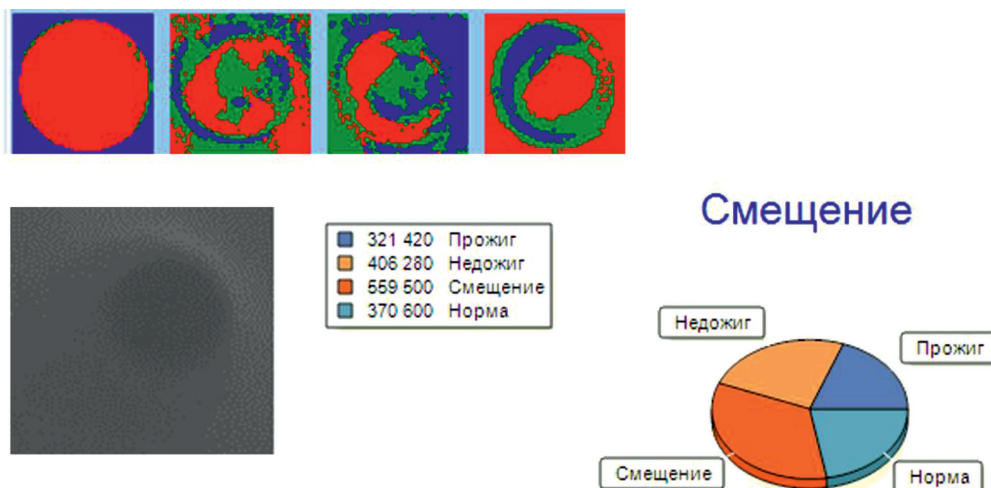 Смещение
321 420 Прожиг
406 280 Недожиг
559 500 Смещение
370 600 Норма
Недожиг
Прожиг
Смещение
Норма